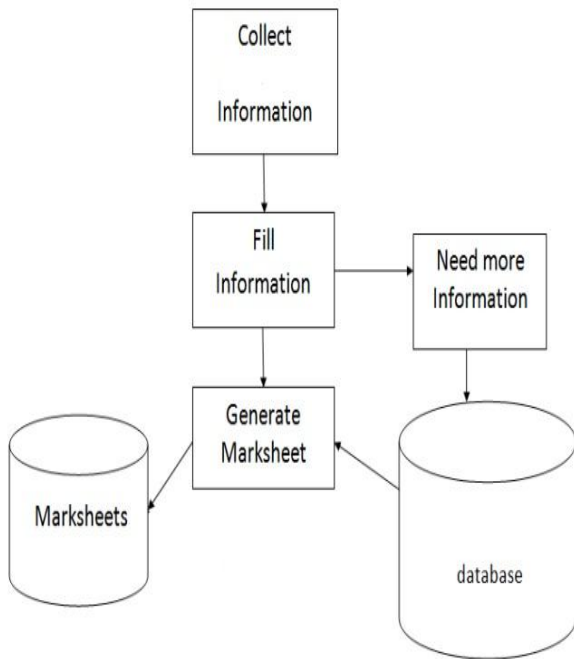 Collect
Information
Fill
Information
Need more
Information
Generate
Marksheet
Marksheets
database